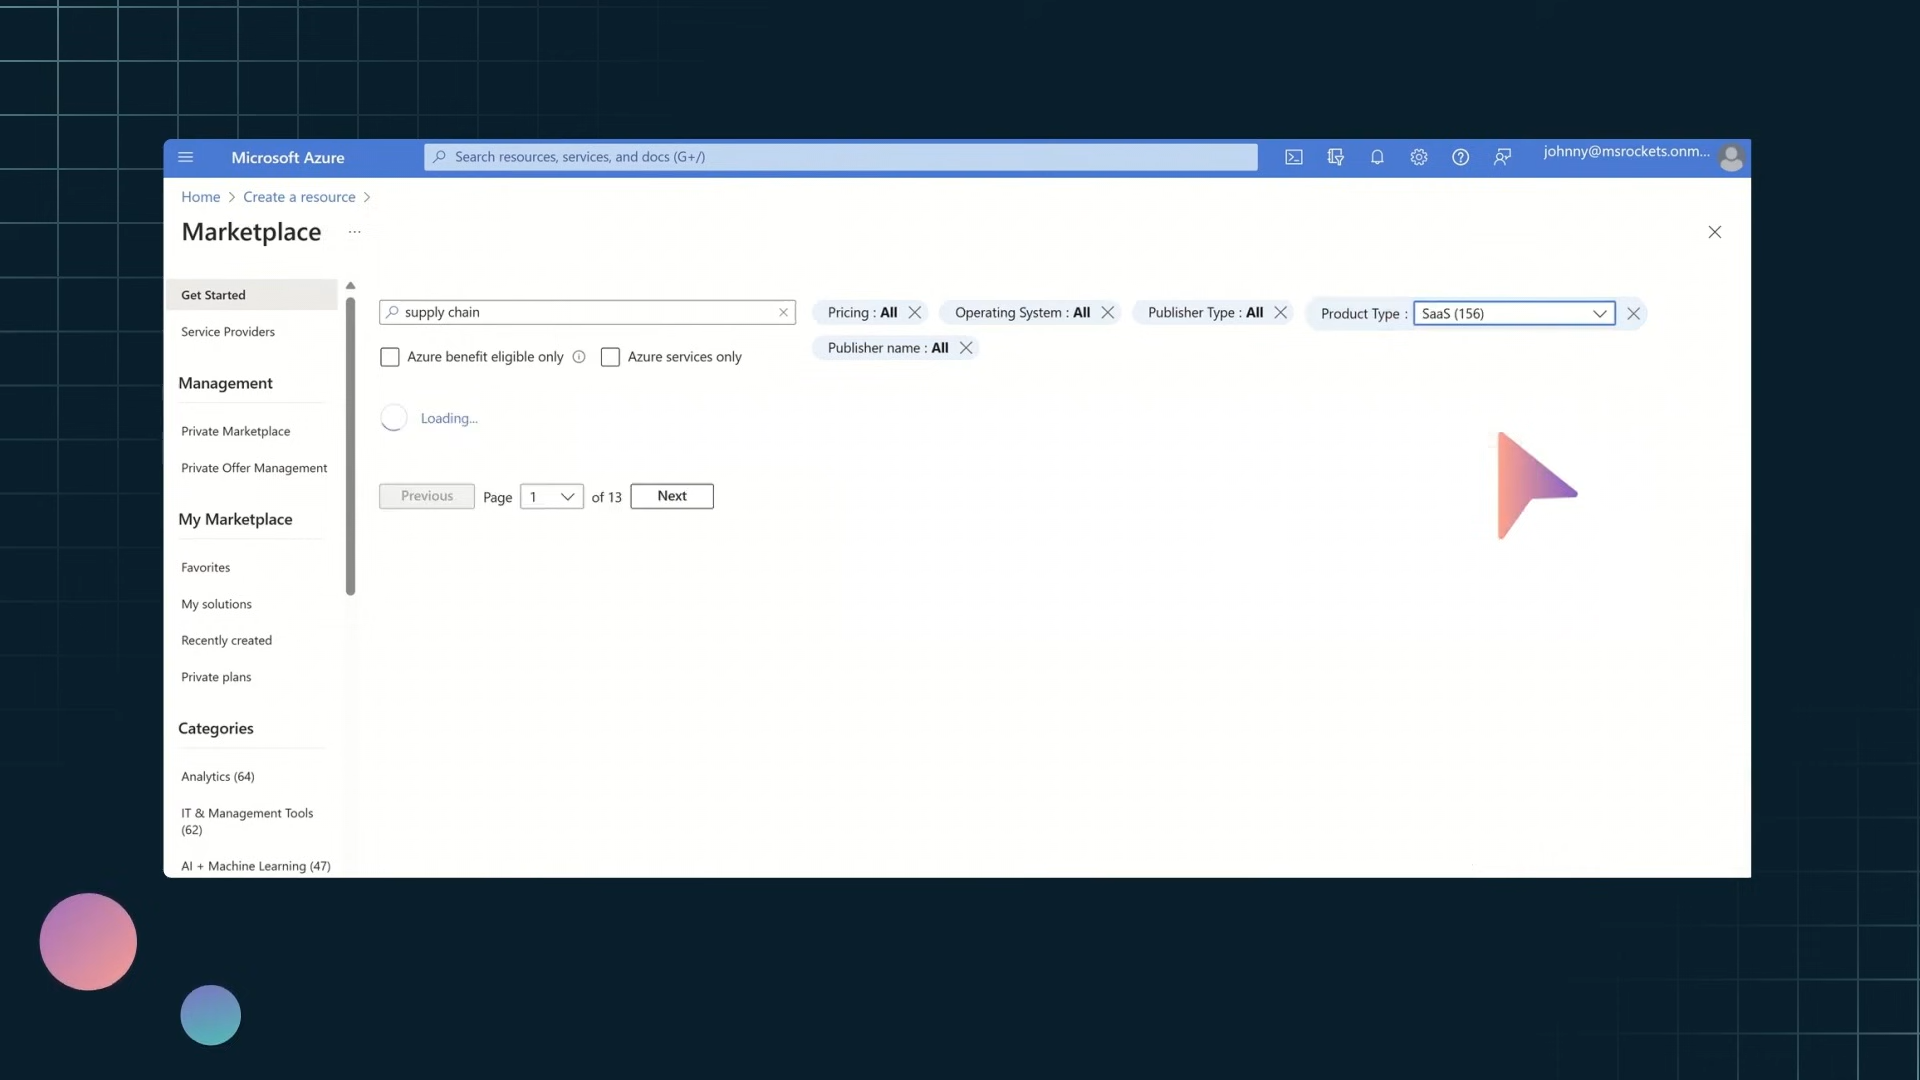 Microsoft Azure
Search resources, services, and docs (G+/)
johnny@msrockets.onm...
Home > Create a resource >
Marketplace ...
Get Started
Service Providers
Management
Private Marketplace
Private Offer Management
My Marketplace
Favorites
My solutions
Recently created
Private plans
Categories
Analytics (64)
IT & Management Tools
(62)
AI + Machine Learning (47)
supply chain
Pricing : All
Operating System : All
Publisher Type : All
Product Type : SaaS (156)
Publisher name : All
Azure benefit eligible only
Azure services only
Loading...
Previous Page 1 of 13 Next